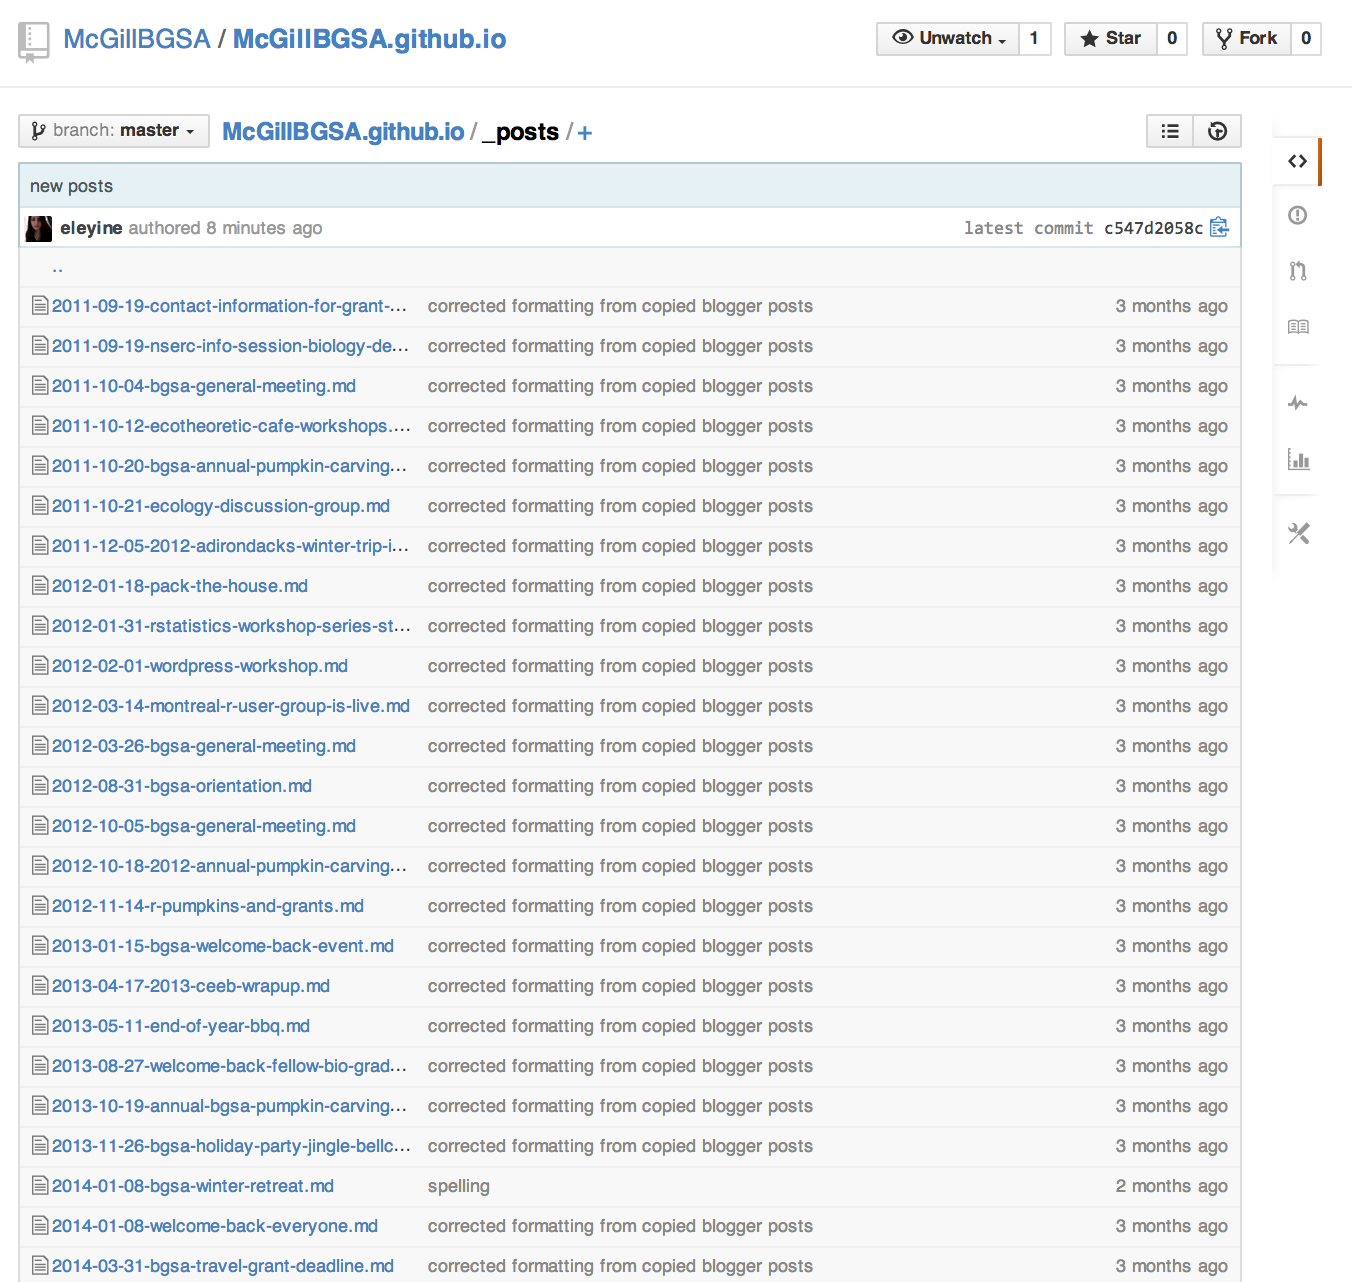 McGillBGSA / McGillBGSA.github.io
Unwatch 1 Star 0 Fork 0
branch: master McGillBGSA.github.io / _posts / +
new posts
eleyine authored 8 minutes ago latest commit c547d2058c
..
2011-09-19-contact-information-for-grant-... corrected formatting from copied blogger posts 3 months ago
2011-09-19-nserc-info-session-biology-de... corrected formatting from copied blogger posts 3 months ago
2011-10-04-bgsa-general-meeting.md corrected formatting from copied blogger posts 3 months ago
2011-10-12-ecotheoretic-cafe-workshops.... corrected formatting from copied blogger posts 3 months ago
2011-10-20-bgsa-annual-pumpkin-carving... corrected formatting from copied blogger posts 3 months ago
2011-10-21-ecology-discussion-group.md corrected formatting from copied blogger posts 3 months ago
2011-12-05-2012-adirondacks-winter-trip-i... corrected formatting from copied blogger posts 3 months ago
2012-01-18-pack-the-house.md corrected formatting from copied blogger posts 3 months ago
2012-01-31-rstatistics-workshop-series-st... corrected formatting from copied blogger posts 3 months ago
2012-02-01-wordpress-workshop.md corrected formatting from copied blogger posts 3 months ago
2012-03-14-montreal-r-user-group-is-live.md corrected formatting from copied blogger posts 3 months ago
2012-03-26-bgsa-general-meeting.md corrected formatting from copied blogger posts 3 months ago
2012-08-31-bgsa-orientation.md corrected formatting from copied blogger posts 3 months ago
2012-10-05-bgsa-general-meeting.md corrected formatting from copied blogger posts 3 months ago
2012-10-18-2012-annual-pumpkin-carving... corrected formatting from copied blogger posts 3 months ago
2012-11-14-r-pumpkins-and-grants.md corrected formatting from copied blogger posts 3 months ago
2013-01-15-bgsa-welcome-back-event.md corrected formatting from copied blogger posts 3 months ago
2013-04-17-2013-ceeb-wrapup.md corrected formatting from copied blogger posts 3 months ago
2013-05-11-end-of-year-bbq.md corrected formatting from copied blogger posts 3 months ago
2013-08-27-welcome-back-fellow-bio-grad... corrected formatting from copied blogger posts 3 months ago
2013-10-19-annual-bgsa-pumpkin-carving... corrected formatting from copied blogger posts 3 months ago
2013-11-26-bgsa-holiday-party-jingle-bellc... corrected formatting from copied blogger posts 3 months ago
2014-01-08-bgsa-winter-retreat.md spelling 2 months ago
2014-01-08-welcome-back-everyone.md corrected formatting from copied blogger posts 3 months ago
2014-03-31-bgsa-travel-grant-deadline.md corrected formatting from copied blogger posts 3 months ago